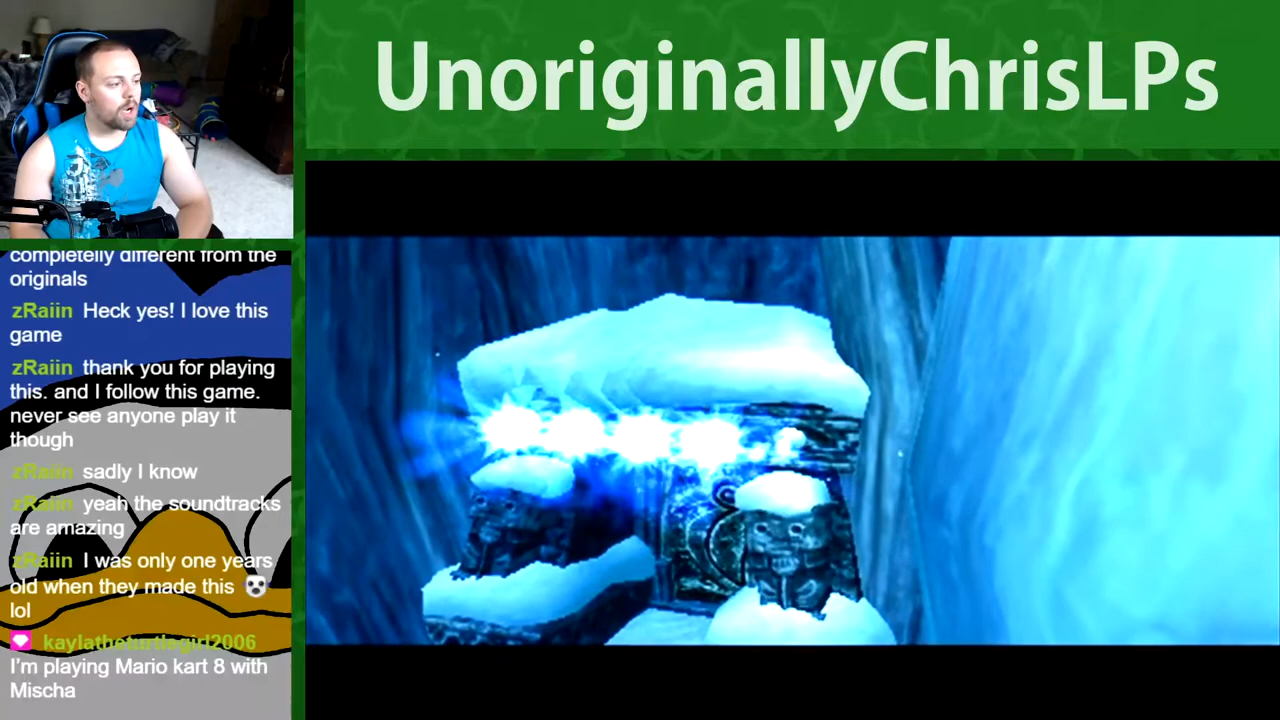 UnoriginallyChrisLPs
completelly different from the
originals
zRaiin Heck yes! I love this
game
zRaiin thank you for playing
this. and I follow this game.
never see anyone play it
though
zRaiin sadly I know
zRaiin yeah the soundtracks
are amazing
zRaiin I was only one years
old when they made this
lol
kaylatheturtlegirl2006
I'm playing Mario kart 8 with
Mischa